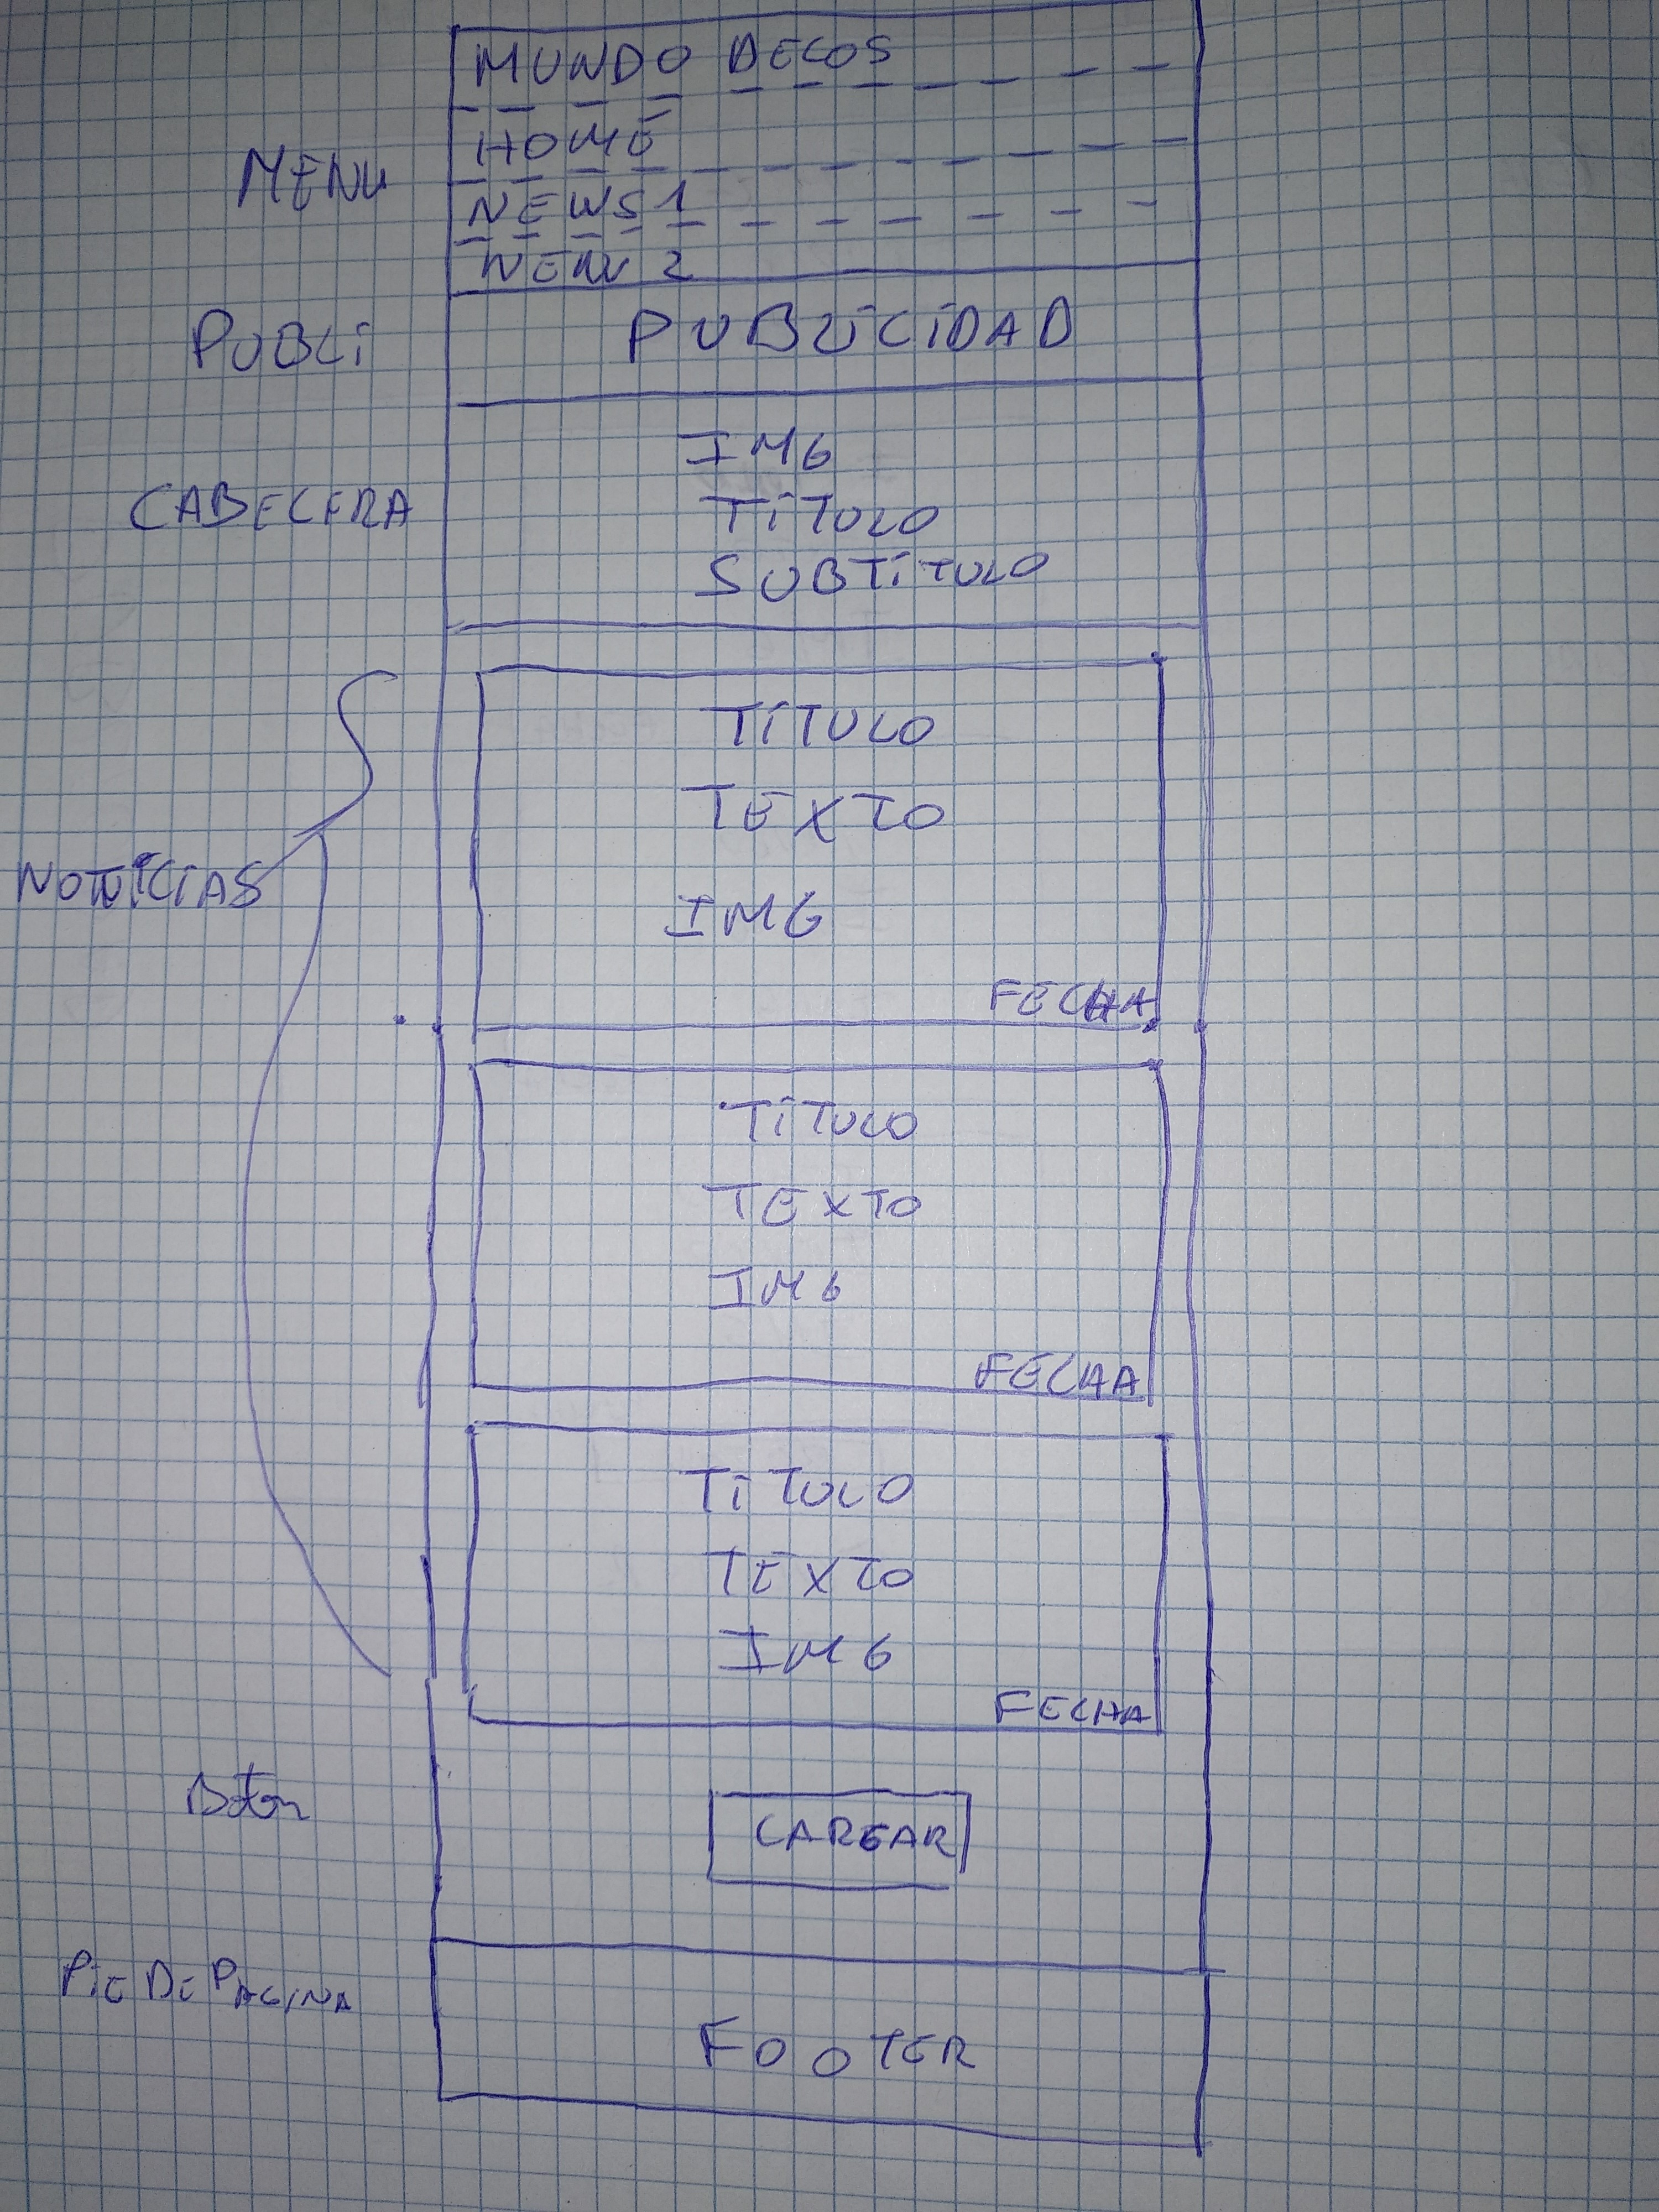 MUNDO DECOS
HOME
MENU
NEWS 1
NEW 2
PUBLI
PUBLICIDAD
IMG
CABECERA
TÍTULO
SUBTÍTULO
TÍTULO
TEXTO
NOTICIAS
IMG
FECHA
TÍTULO
TEXTO
IMG
FECHA
TÍTULO
TEXTO
IMG
FECHA
Boton
CARGAR
PIE DE PAGINA
FOOTER